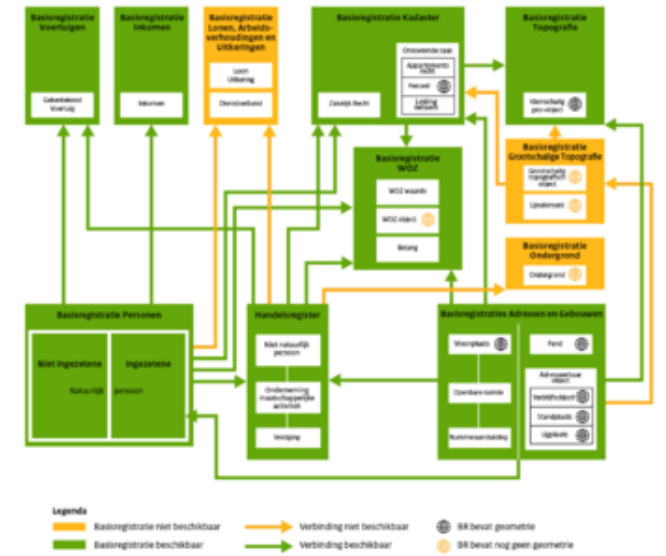 Basisregistratie
Voertuigen
Gekentekend
Voertuig
Basisregistratie
Inkomen
Inkomen
Basisregistratie
Lonen, Arbeids-
verhoudingen en
Uitkeringen
Loon
Uitkering
Dienstverband
Basisregistratie Kadaster
Zakelijk Recht
Onroerende zaak
Appartements
recht
Perceel
Leiding
netwerk
Basisregistratie
Topografie
Kleinschalig
geo-object
Basisregistratie
Grootschalige Topografie
Grootschalig
topografisch
object
Lijnelement
Basisregistratie
WOZ
WOZ waarde
WOZ object
Belang
Basisregistratie
Ondergrond
Ondergrond
Basisregistratie Personen
Niet Ingezetene
Ingezetene
Natuurlijk persoon
Handelsregister
Niet natuurlijk
persoon
Onderneming
maatschappelijke
activiteit
Vestiging
Basisregistraties Adressen en Gebouwen
Woonplaats
Openbare ruimte
Nummeraanduiding
Pand
Adresseerbaar
object
Verblijfsobject
Standplaats
Ligplaats
Legenda
Basisregistratie niet beschikbaar
Verbinding niet beschikbaar
BR bevat geometrie
Basisregistratie beschikbaar
Verbinding beschikbaar
BR bevat nog geen geometrie